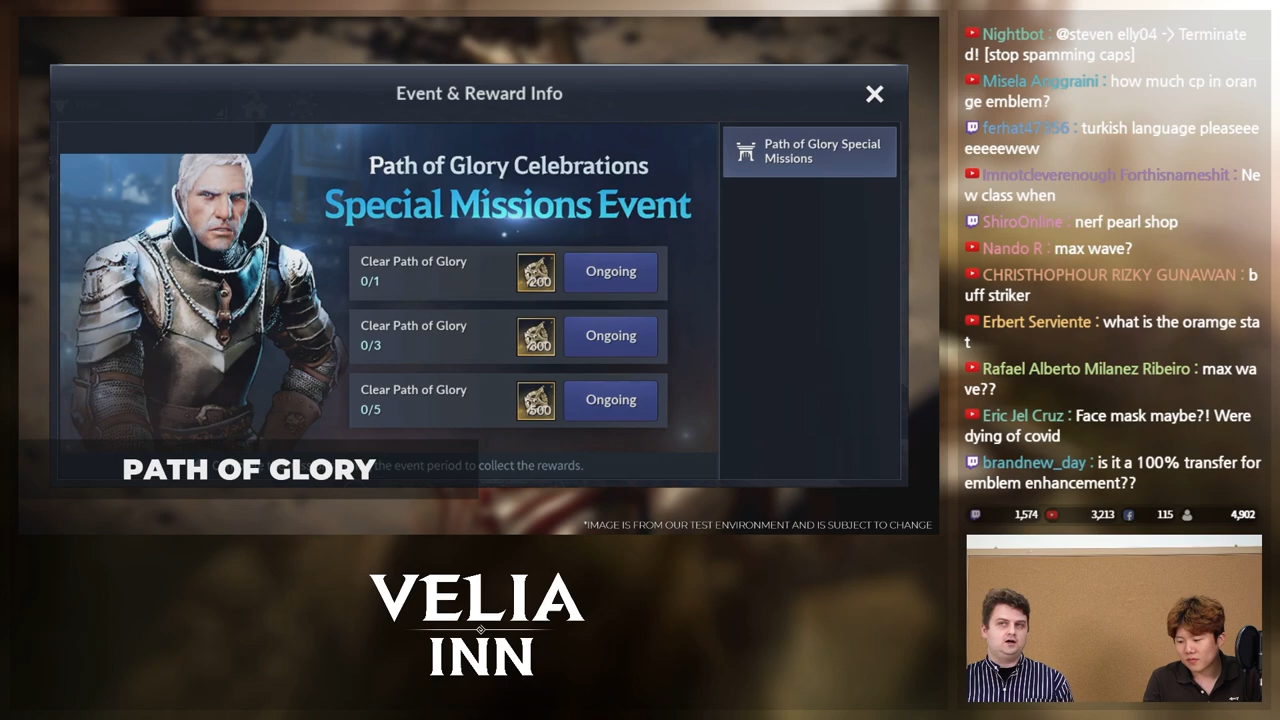 Event & Reward Info
Path of Glory Celebrations
Special Missions Event
Clear Path of Glory
0/1
200
Ongoing
Clear Path of Glory
0/3
300
Ongoing
Clear Path of Glory
0/5
500
Ongoing
the event period to collect the rewards.
PATH OF GLORY
Path of Glory Special
Missions
*IMAGE IS FROM OUR TEST ENVIRONMENT AND IS SUBJECT TO CHANGE
VELIA
INN
Nightbot : @steven elly04 -> Terminate
d! [stop spamming caps]
Misela Anggraini : how much cp in oran
ge emblem?
ferhat47356 : turkish language pleaseee
eeeeewew
Imnotcleverenough Forthisnameshit : Ne
w class when
ShiroOnline : nerf pearl shop
Nando R : max wave?
CHRISTHOPHOUR RIZKY GUNAWAN : b
uff striker
Erbert Serviente : what is the oramge sta
t
Rafael Alberto Milanez Ribeiro : max wa
ve??
Eric Jel Cruz : Face mask maybe?! Were
dying of covid
brandnew_day : is it a 100% transfer for
emblem enhancement??
1,574 3,213 115 4,902